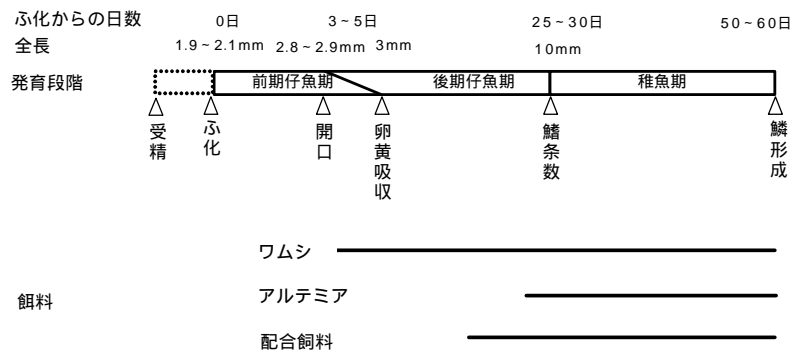 ふ化からの日数 0日 3~5日 25~30日 50~60日
全長 1.9~2.1mm 2.8~2.9mm 3mm 10mm
発育段階 前期仔魚期 後期仔魚期 稚魚期
受精 ふ化 開口 卵黄吸収 鰭条数 鱗形成
ワムシ
餌料 アルテミア
配合飼料